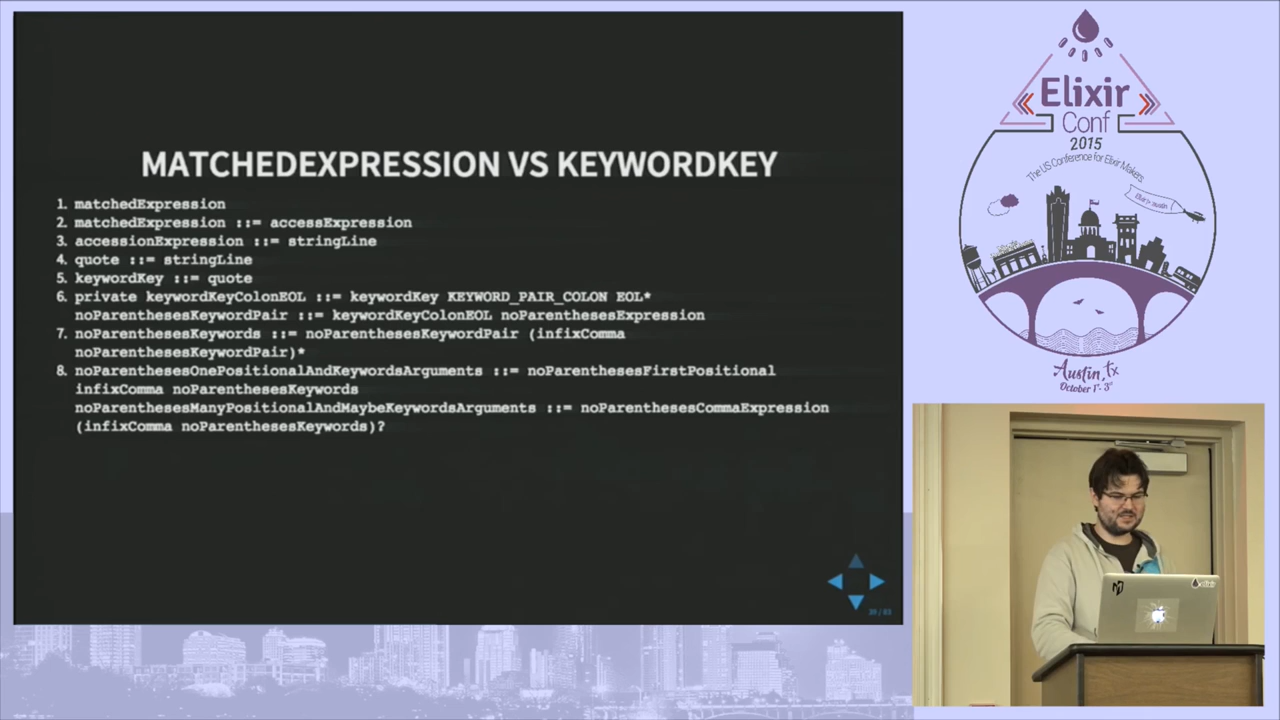 MATCHEDEXPRESSION VS KEYWORDKEY
1. matchedExpression
2. matchedExpression ::= accessExpression
3. accessionExpression ::= stringLine
4. quote ::= stringLine
5. keywordKey ::= quote
6. private keywordKeyColonEOL ::= keywordKey KEYWORD_PAIR_COLON EOL*
noParenthesesKeywordPair ::= keywordKeyColonEOL noParenthesesExpression
7. noParenthesesKeywords ::= noParenthesesKeywordPair (infixComma
noParenthesesKeywordPair)*
8. noParenthesesOnePositionalAndKeywordsArguments ::= noParenthesesFirstPositional
infixComma noParenthesesKeywords
noParenthesesManyPositionalAndMaybeKeywordsArguments ::= noParenthesesCommaExpression
(infixComma noParenthesesKeywords)?
Elixir
Conf
2015
The US Conference for Elixir Makers
Austin, Tx
October 1st - 3rd